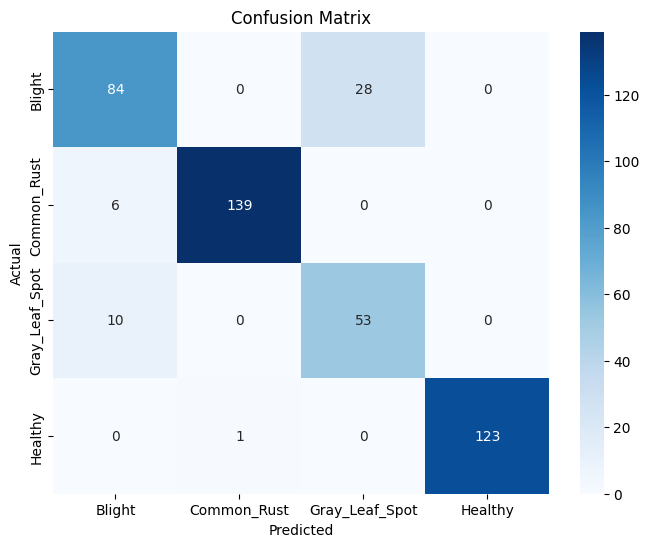 Confusion Matrix
Blight
84
0
28
0
120
Common_Rust
6
139
0
0
100
80
Actual
Gray_Leaf_Spot
10
0
53
0
60
40
Healthy
0
1
0
123
20
0
Blight
Common_Rust
Gray_Leaf_Spot
Healthy
Predicted